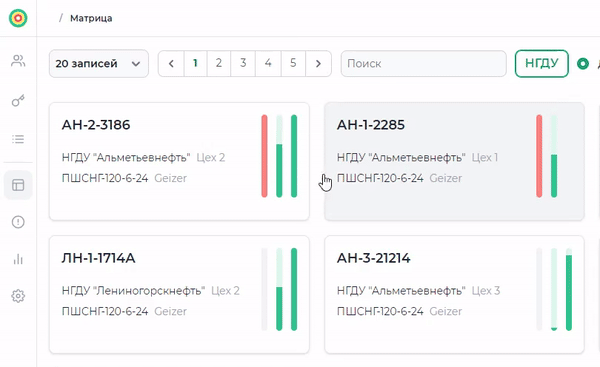 / Матрица
20 записей
1 2 3 4 5
Поиск
НГДУ
АН-2-3186
НГДУ "Альметьевнефть" Цех 2
ПШСНГ-120-6-24 Geizer
АН-1-2285
НГДУ "Альметьевнефть" Цех 1
ПШСНГ-120-6-24 Geizer
ЛН-1-1714А
НГДУ "Лениногорскнефть" Цех 2
ПШСНГ-120-6-24 Geizer
АН-3-21214
НГДУ "Альметьевнефть" Цех 3
ПШСНГ-120-6-24 Geizer